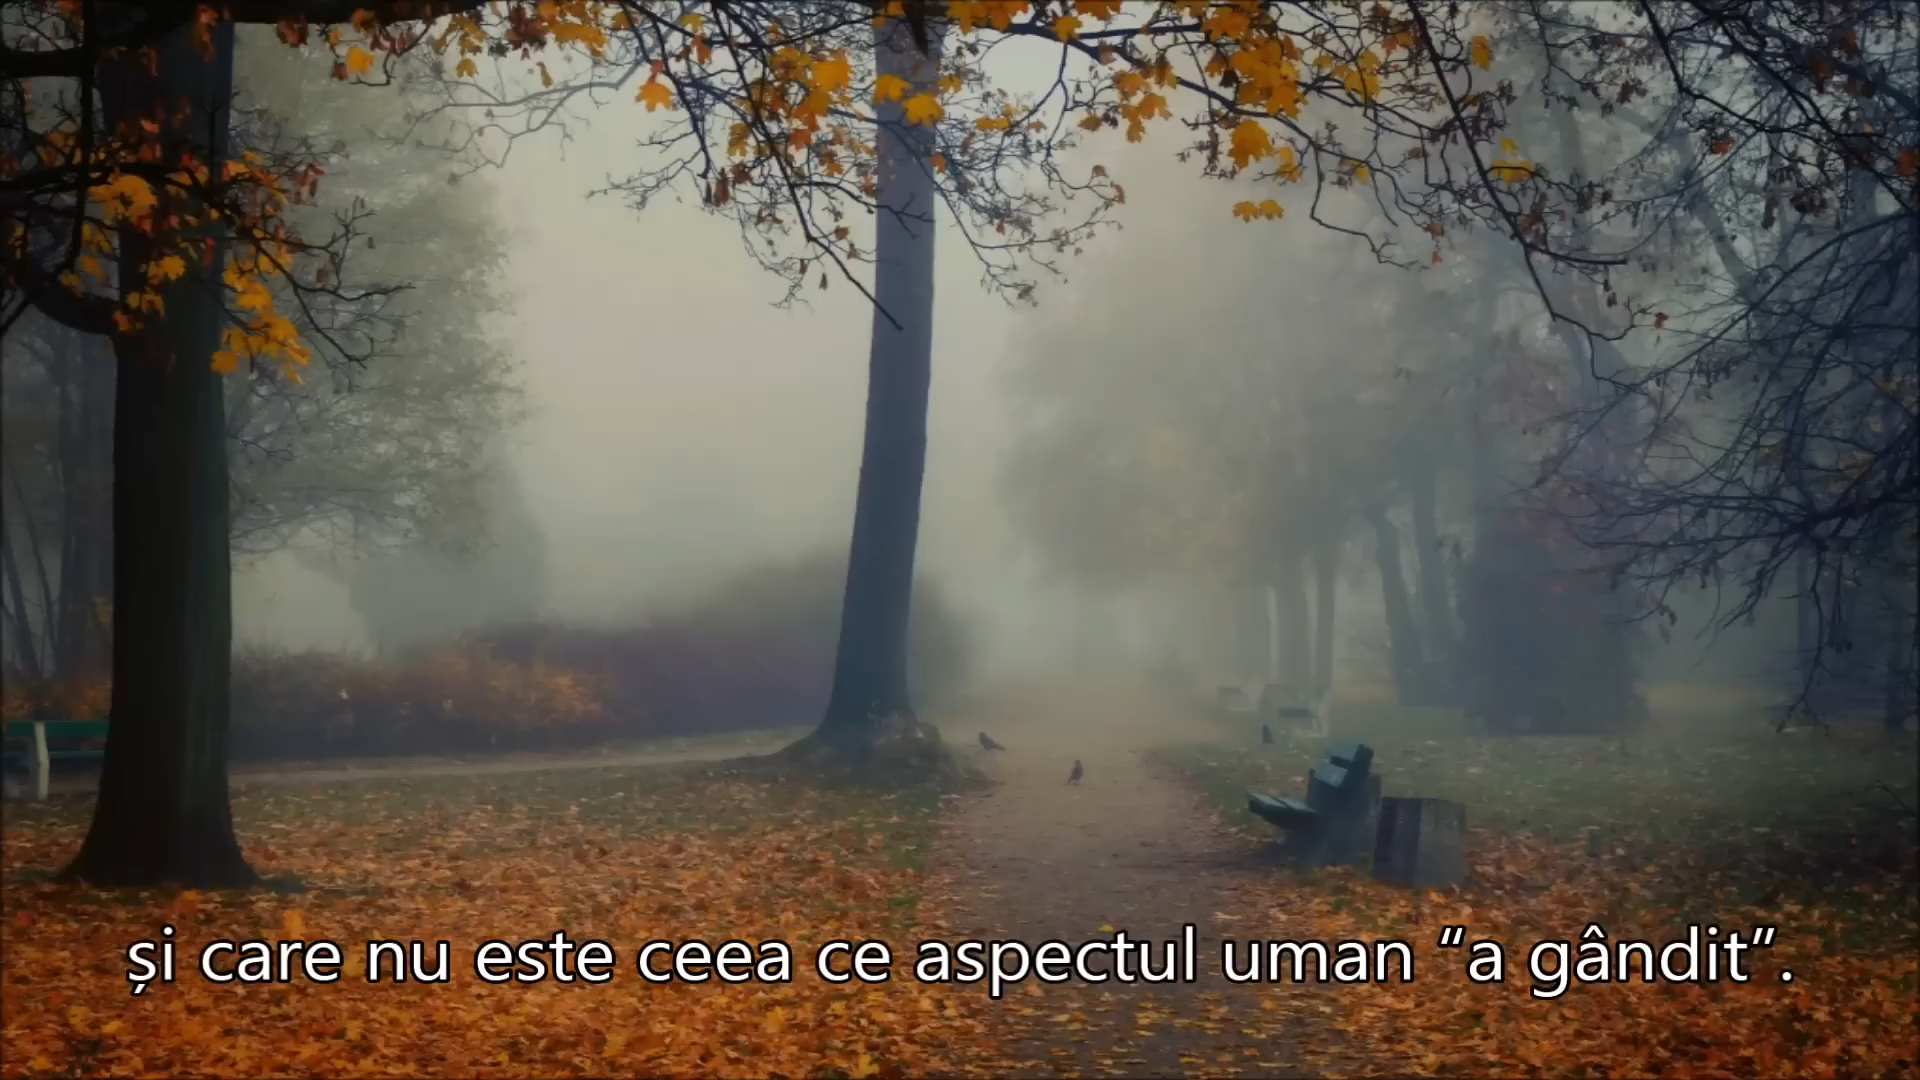 și care nu este ceea ce aspectul uman “a gândit”.